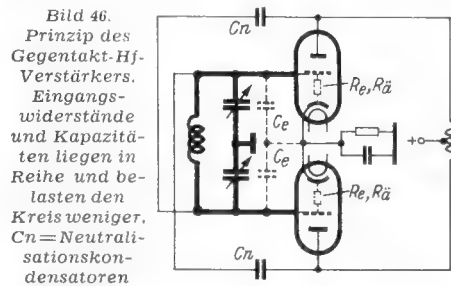 Bild 46.
Prinzip des
Gegentakt-Hf-
Verstärkers.
Eingangs-
widerstände
und Kapazitä-
ten liegen in
Reihe und be-
lasten den
Kreis weniger.
Cn=Neutrali-
sationskon-
densatoren
Cn
Re, Rä
Ce
Ce
+
Re, Rä
Cn